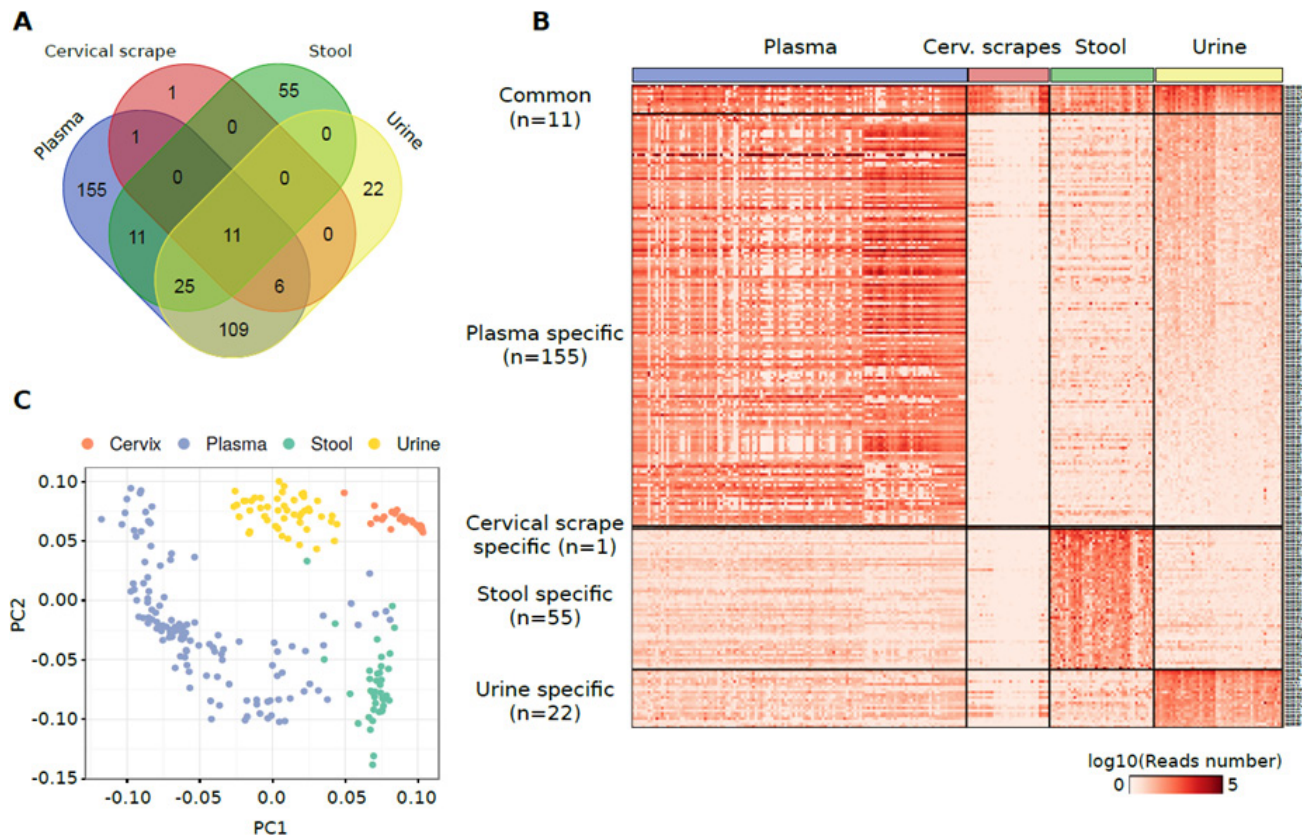 A
Cervical scrape
Stool
Plasma
Urine
1
55
1
0
0
155
0
0
22
11
11
0
25
6
109
B
Plasma
Cerv. scrapes
Stool
Urine
Common
(n=11)
Plasma specific
(n=155)
Cervical scrape
specific (n=1)
Stool specific
(n=55)
Urine specific
(n=22)
log10(Reads number)
0
5
C
Cervix
Plasma
Stool
Urine
PC2
0.10
0.05
0.00
-0.05
-0.10
-0.15
-0.10
-0.05
0.0
0.05
0.10
PC1